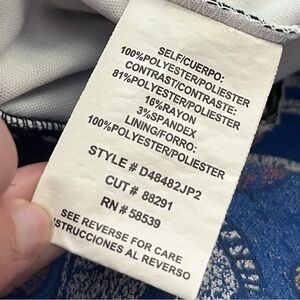 SELF/CUERPO:
100%POLYESTER/POLIESTER
CONTRAST/CONTRASTE:
81%POLYESTER/POLIESTER
16%RAYON
3%SPANDEX
LINING/FORRO:
100%POLYESTER/POLIESTER
STYLE # D48482JP2
CUT # 88291
RN # 58539
SEE REVERSE FOR CARE
INSTRUCCIONES AL REVERSO